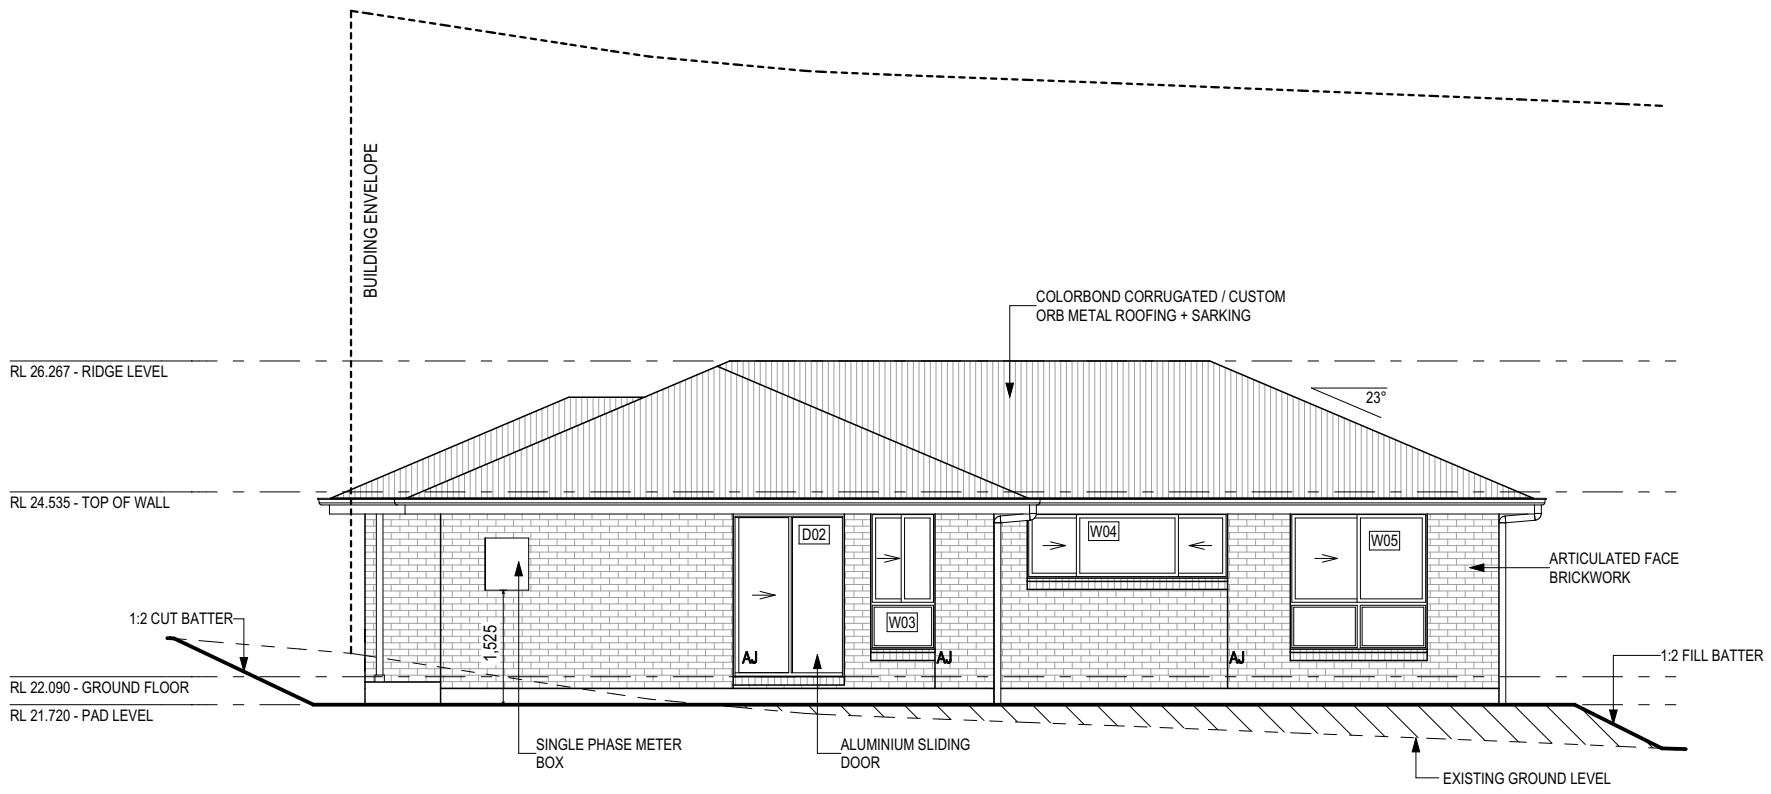 BUILDING ENVELOPE
COLORBOND CORRUGATED / CUSTOM
ORB METAL ROOFING + SARKING
RL 26.267 - RIDGE LEVEL
23°
RL 24.535 - TOP OF WALL
D02
W04
W05
ARTICULATED FACE
BRICKWORK
1:2 CUT BATTER
W03
1,525
AJ
AJ
AJ
1:2 FILL BATTER
RL 22.090 - GROUND FLOOR
RL 21.720 - PAD LEVEL
SINGLE PHASE METER
BOX
ALUMINIUM SLIDING
DOOR
EXISTING GROUND LEVEL